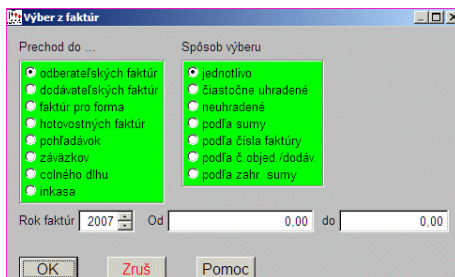 Výber z faktúr
Prechod do ...
Spôsob výberu
odberateľských faktúr
dodávateľských faktúr
faktúr pro forma
hotovostných faktúr
pohľadávok
záväzkov
colného dlhu
inkasa
jednotlivo
čiastočne uhradené
neuhradené
podľa sumy
podľa čísla faktúry
podľa č.objed./dodáv.
podľa zahr. sumy
Rok faktúr 2007 Od 0,00 do 0,00
OK Zruš Pomoc